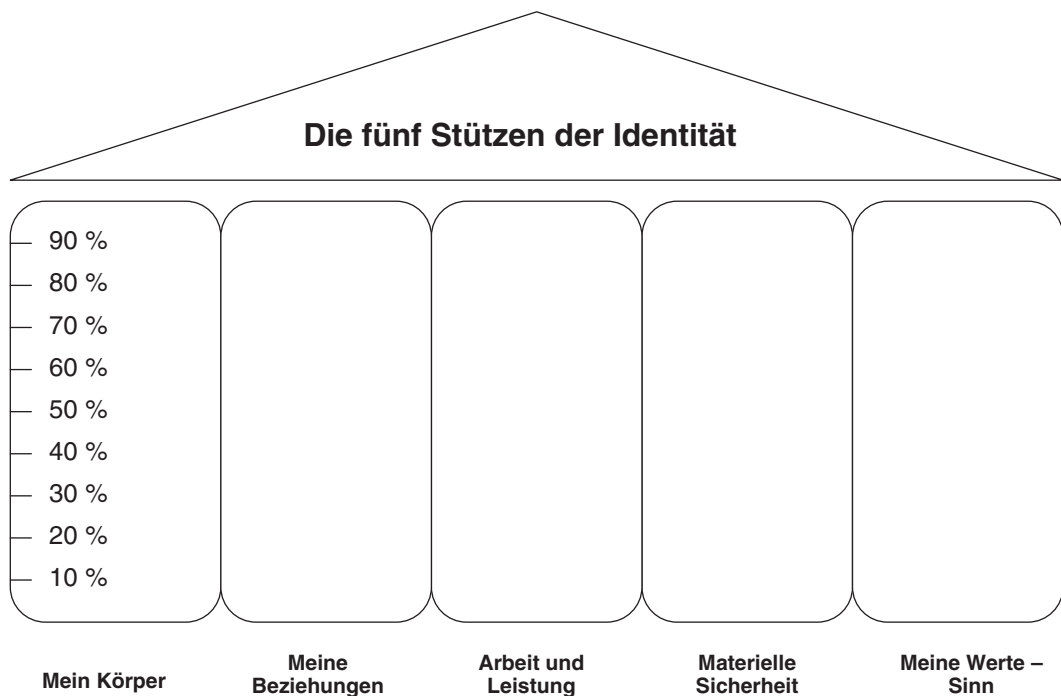 Die fünf Stützen der Identität
90 %
80 %
70 %
60 %
50 %
40 %
30 %
20 %
10 %
Mein Körper
Meine
Beziehungen
Arbeit und
Leistung
Materielle
Sicherheit
Meine Werte –
Sinn